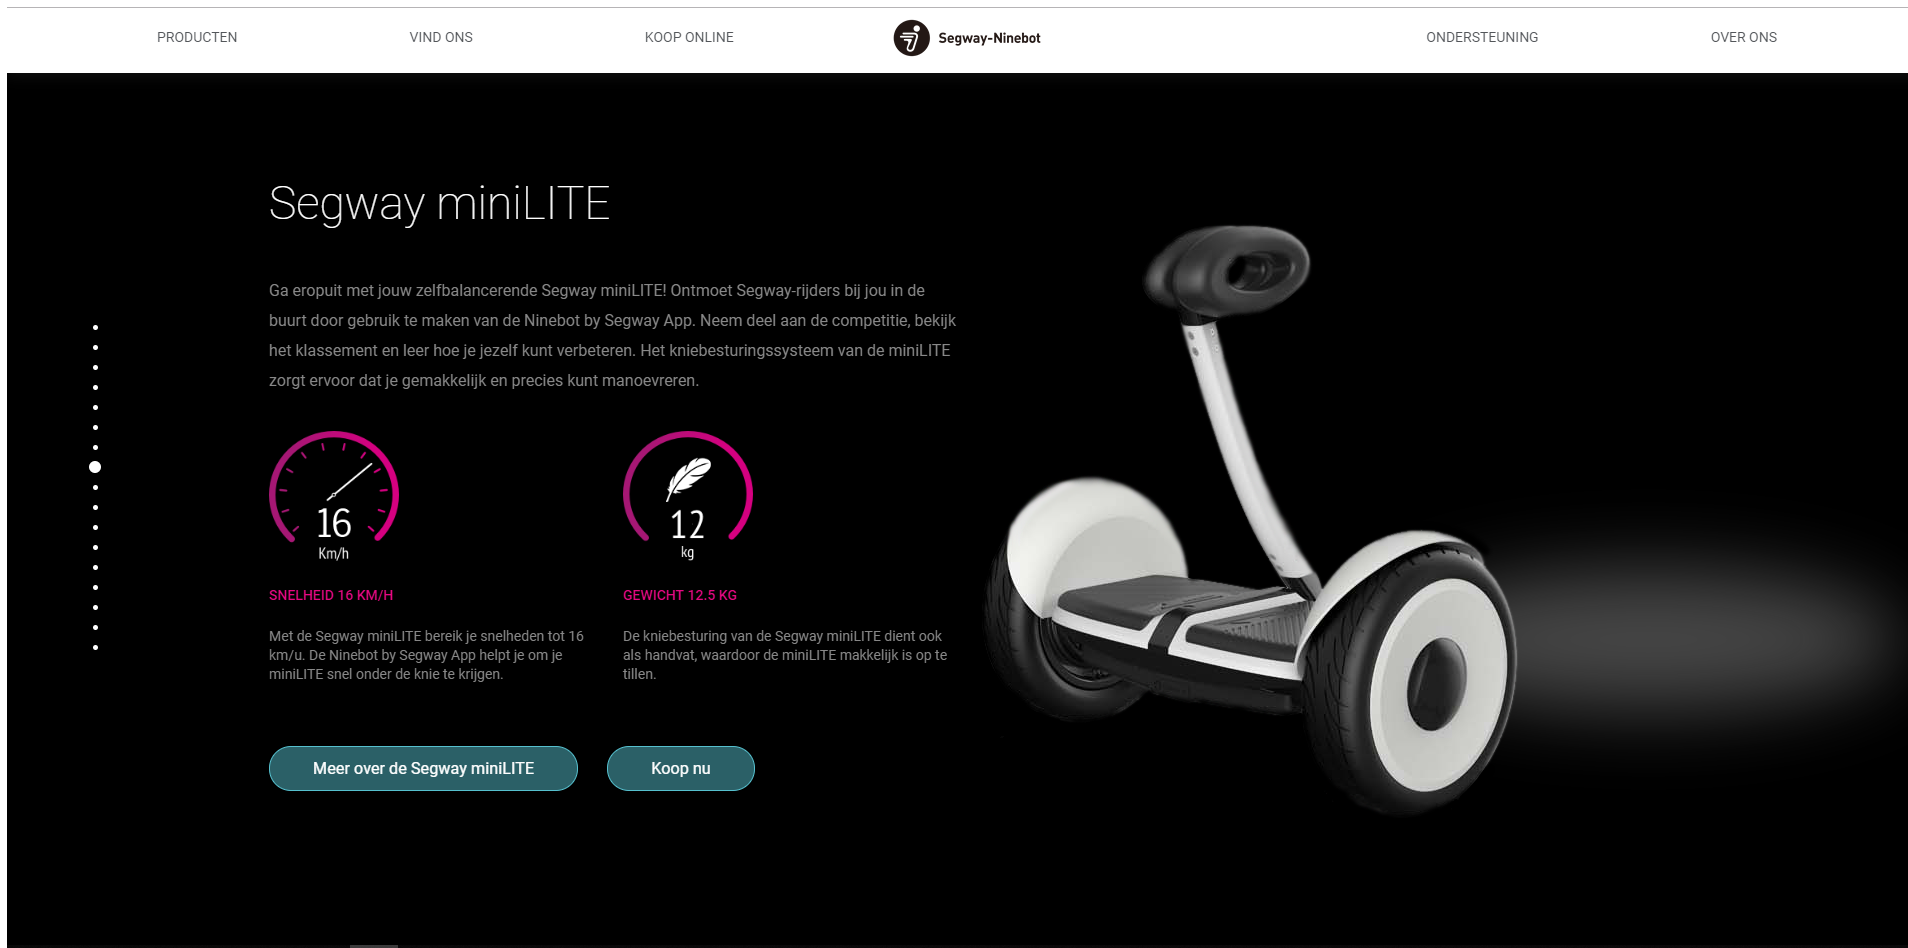 PRODUCTEN
VIND ONS
KOOP ONLINE
Segway-Ninebot
ONDERSTEUNING
OVER ONS
Segway miniLITE
Ga eropuit met jouw zelfbalancerende Segway miniLITE! Ontmoet Segway-rijders bij jou in de
buurt door gebruik te maken van de Ninebot by Segway App. Neem deel aan de competitie, bekijk
het klassement en leer hoe je jezelf kunt verbeteren. Het kniebesturingssysteem van de miniLITE
zorgt ervoor dat je gemakkelijk en precies kunt manoevreren.
16
Km/h
SNELHEID 16 KM/H
Met de Segway miniLITE bereik je snelheden tot 16
km/u. De Ninebot by Segway App helpt je om je
miniLITE snel onder de knie te krijgen.
12
kg
GEWICHT 12.5 KG
De kniebesturing van de Segway miniLITE dient ook
als handvat, waardoor de miniLITE makkelijk is op te
tillen.
Meer over de Segway miniLITE
Koop nu